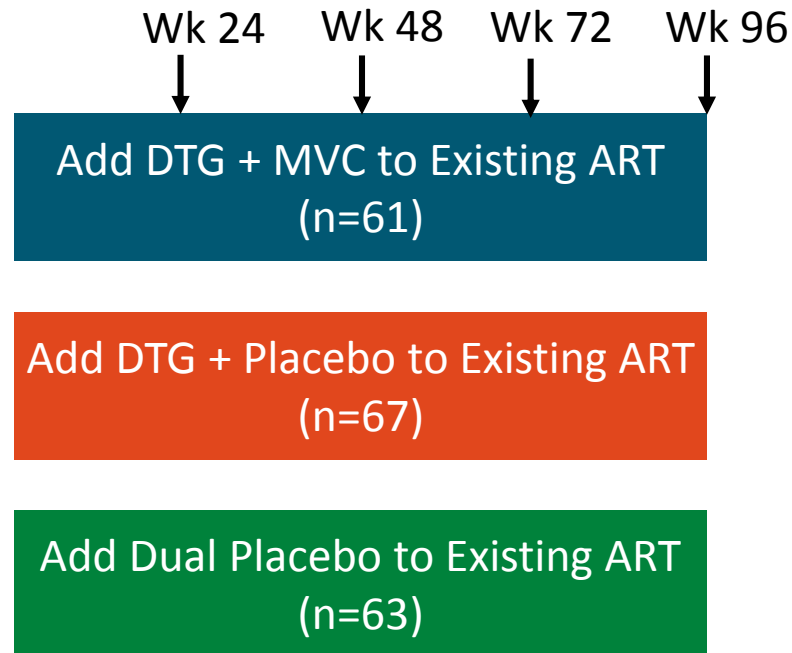 Wk 24 Wk 48 Wk 72 Wk 96
Add DTG + MVC to Existing ART
(n=61)
Add DTG + Placebo to Existing ART
(n=67)
Add Dual Placebo to Existing ART
(n=63)